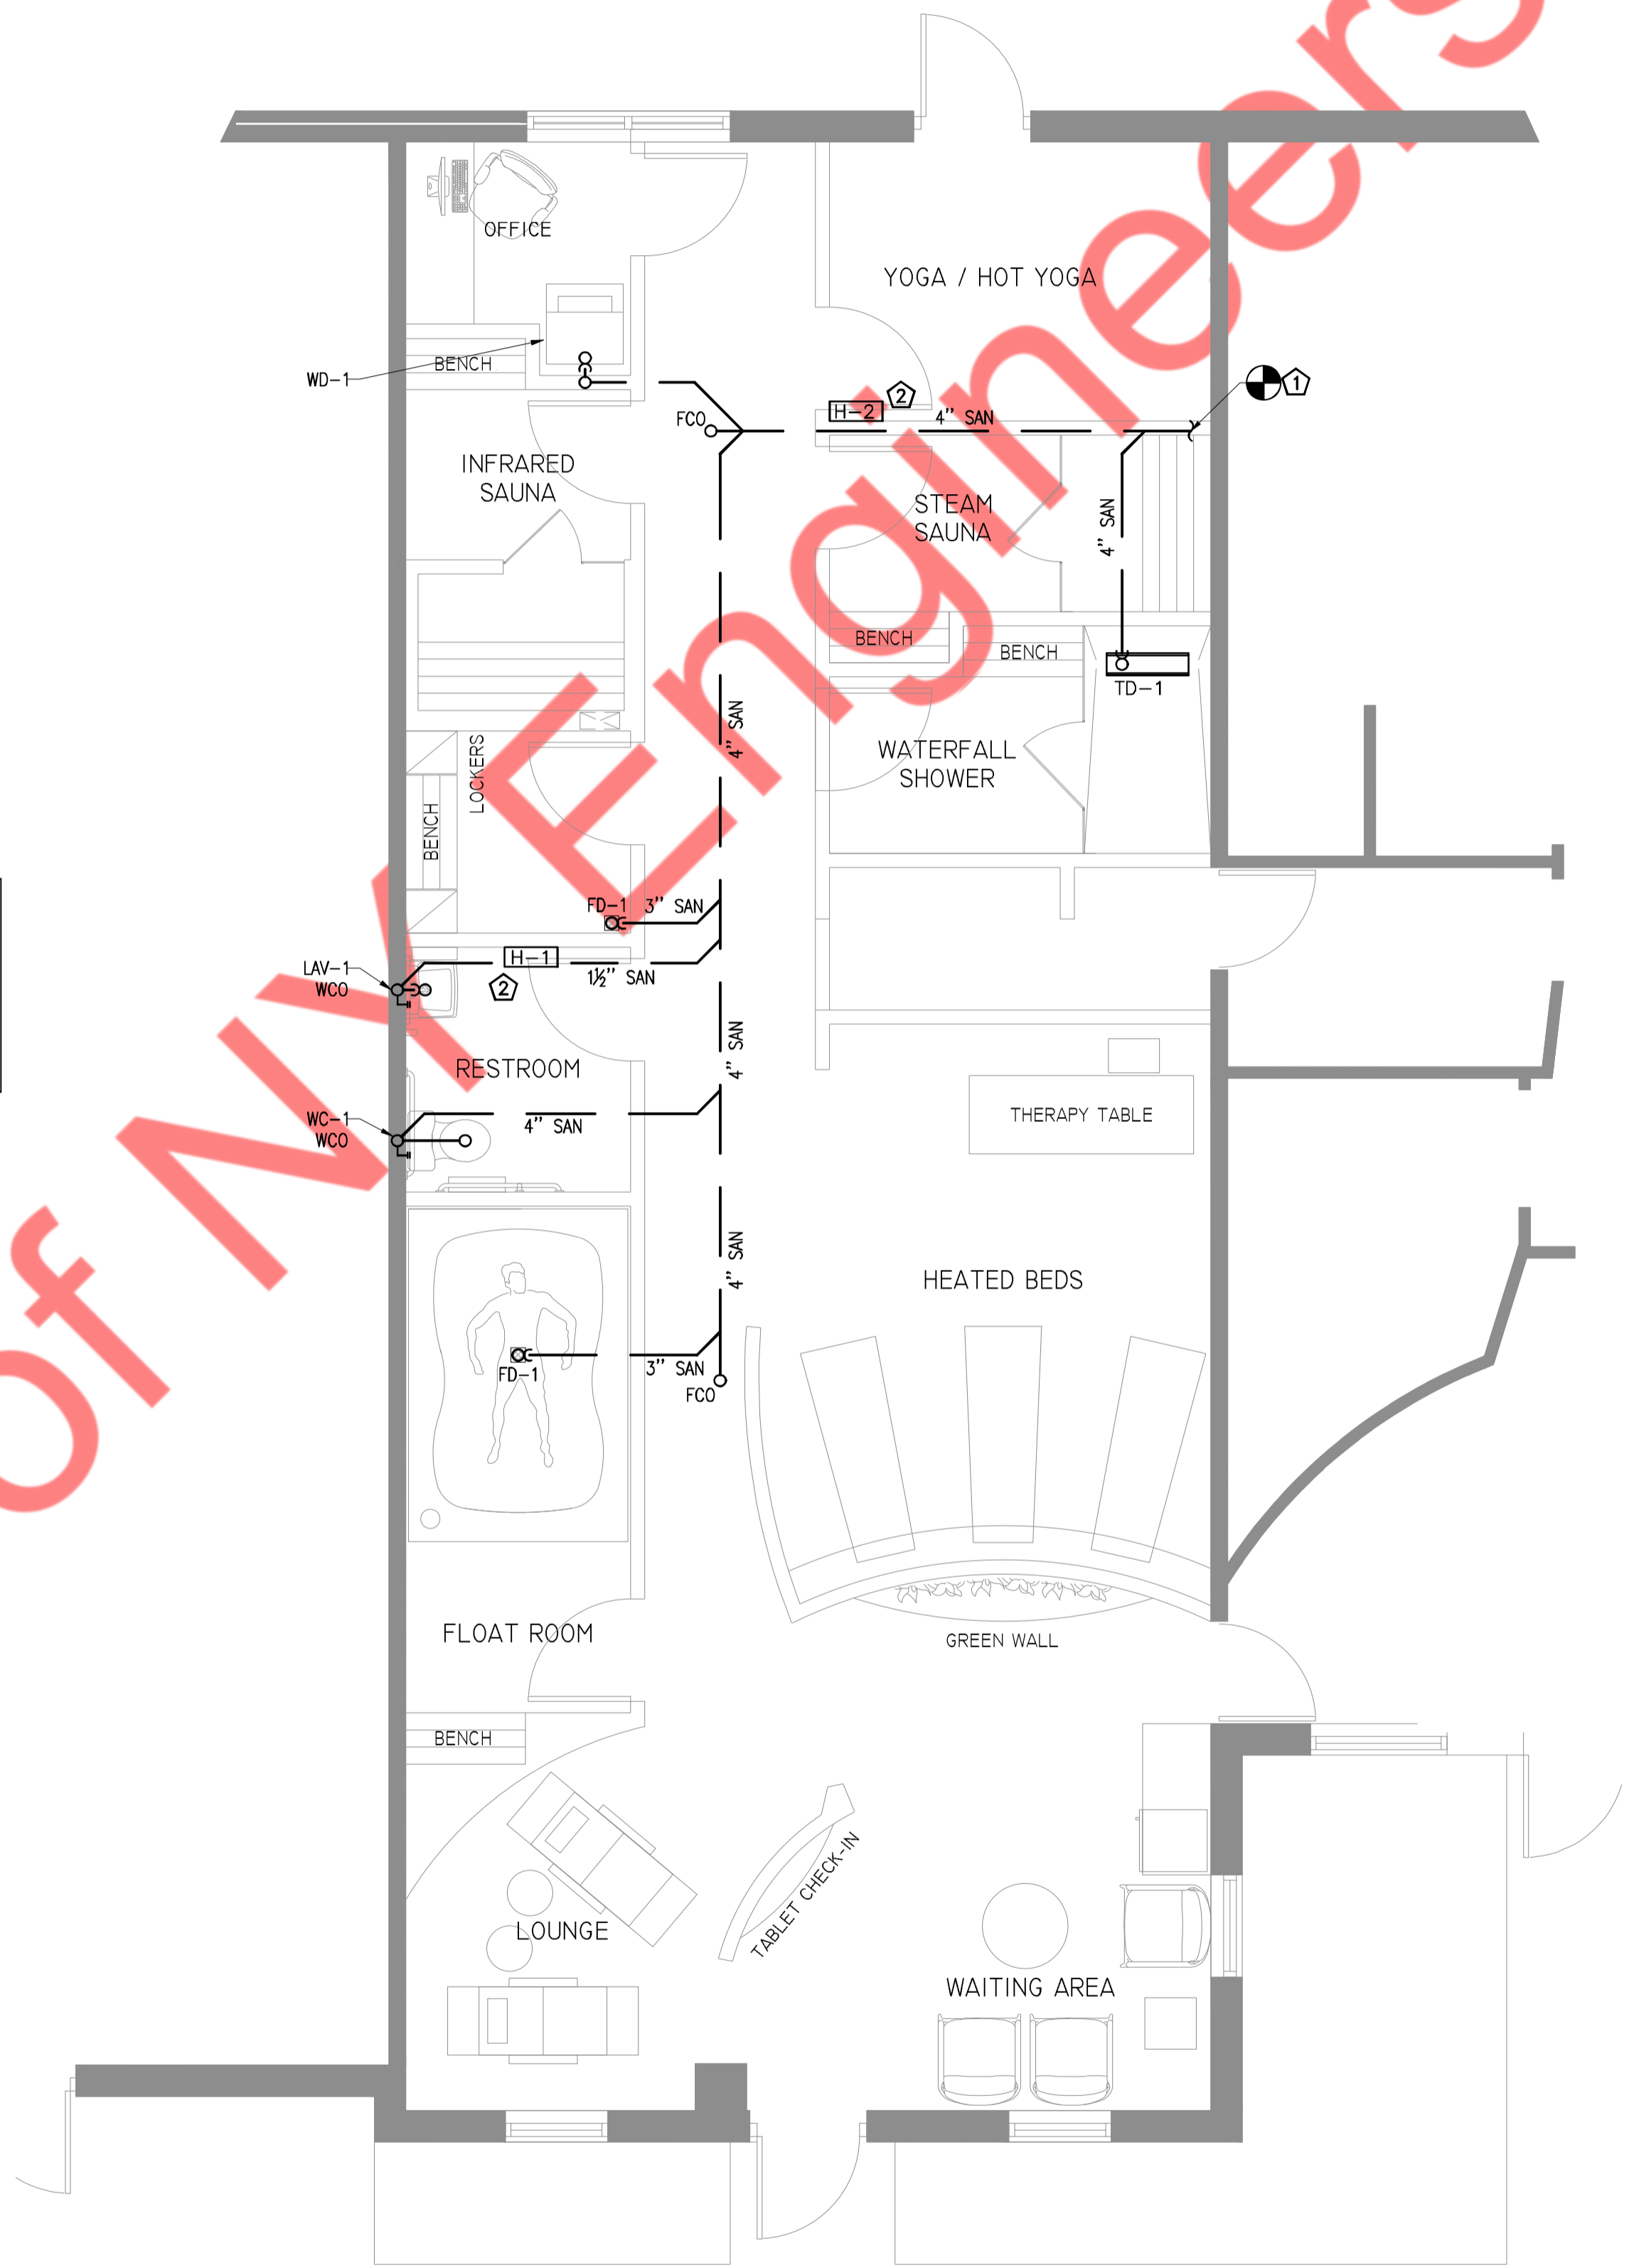 OFFICE
YOGA / HOT YOGA
BENCH
WD-1
1
2
H-2
4" SAN
FCO
INFRARED
SAUNA
STEAM
SAUNA
4" SAN
BENCH
BENCH
TD-1
4" SAN
LOCKERS
WATERFALL
SHOWER
BENCH
FD-1 3" SAN
H-1
LAV-1
WCO
1½" SAN
2
4" SAN
RESTROOM
WC-1
WCO
4" SAN
THERAPY TABLE
4" SAN
HEATED BEDS
3" SAN
FD-1
FCO
FLOAT ROOM
GREEN WALL
BENCH
TABLET CHECK-IN
LOUNGE
WAITING AREA
of NY Engineers